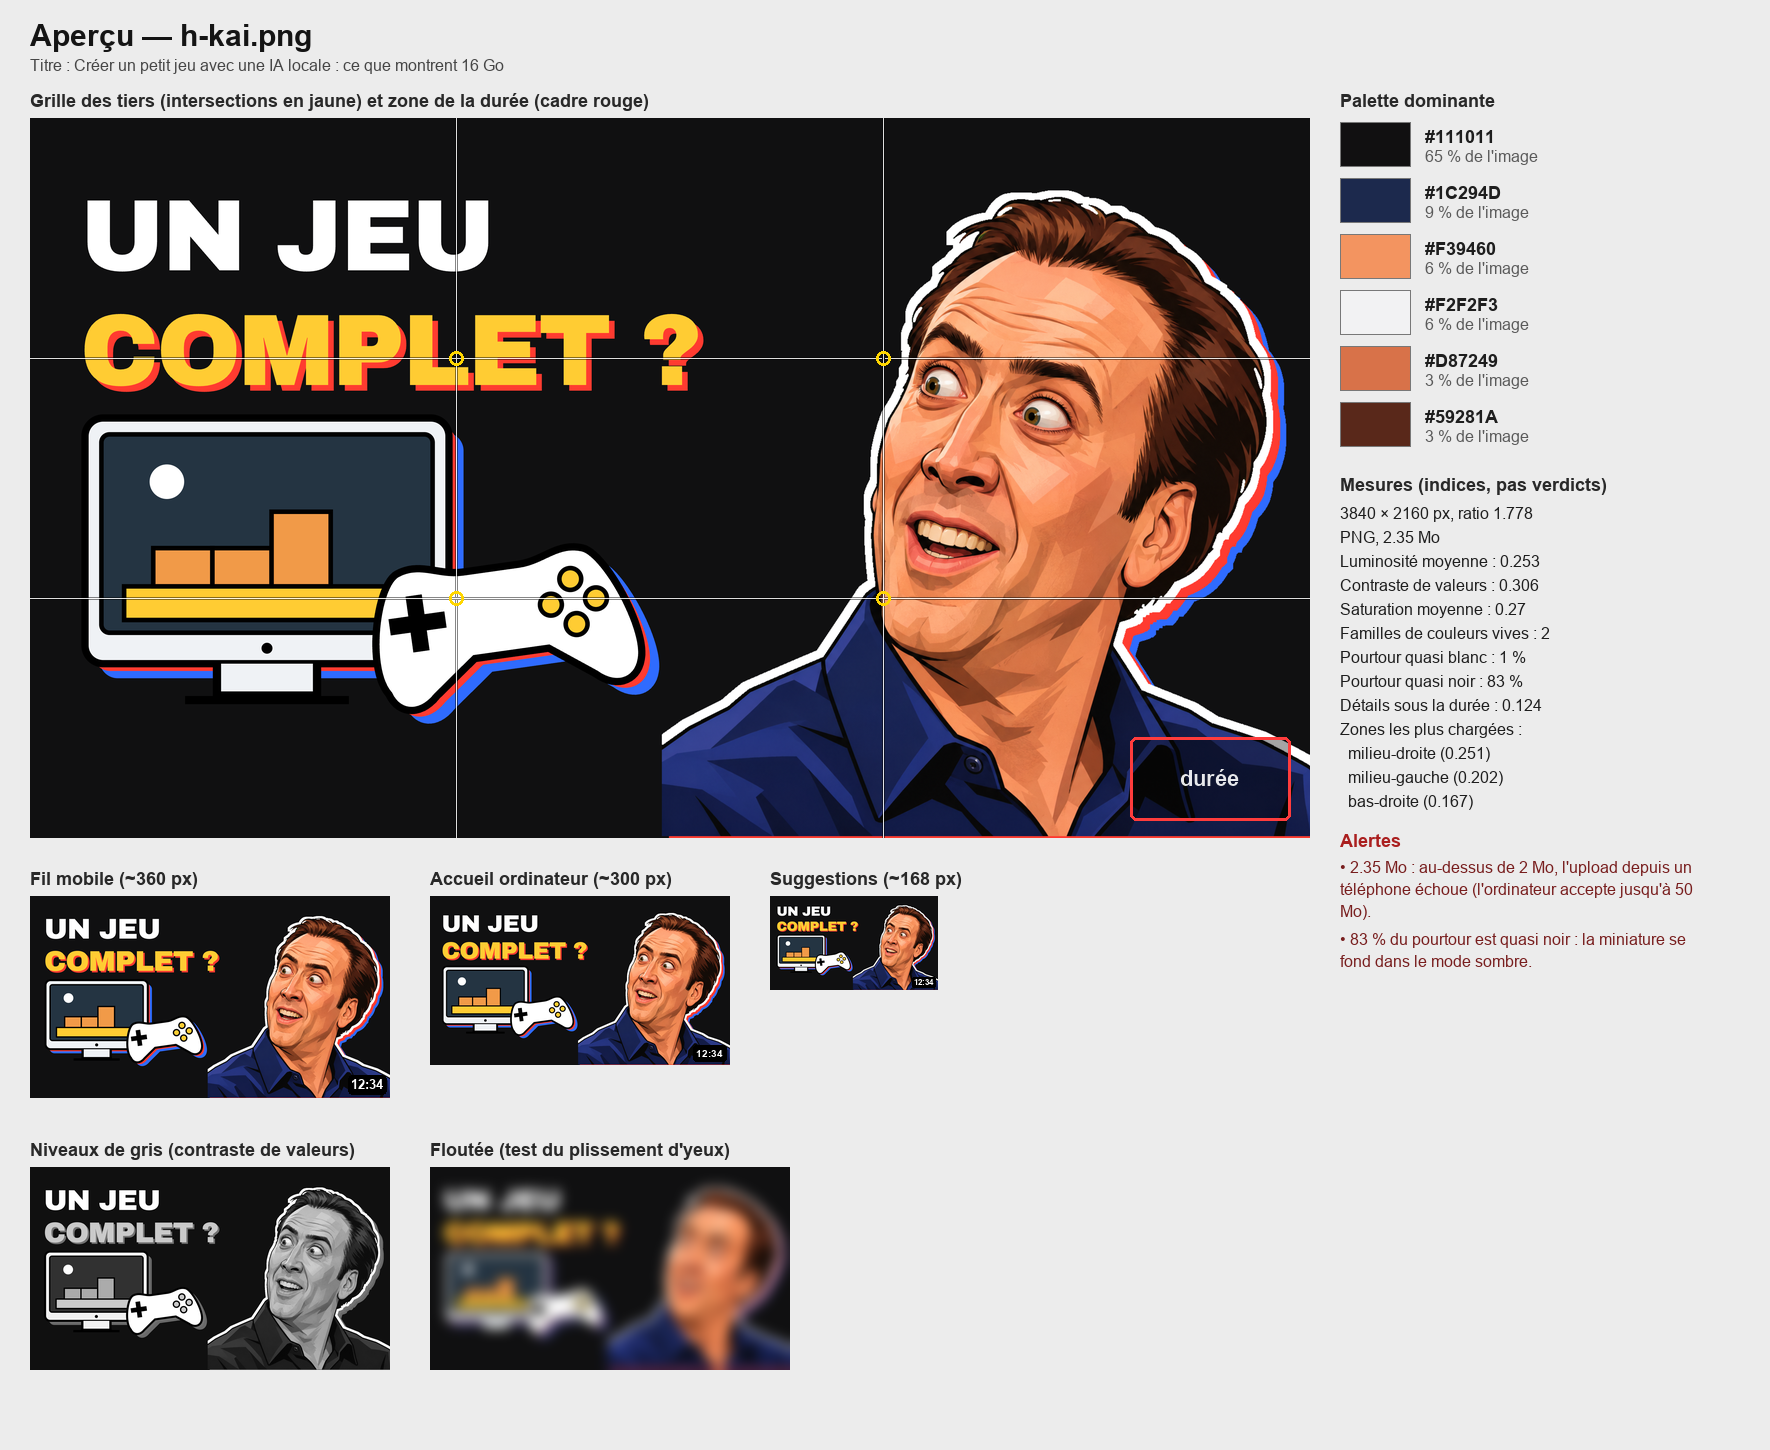 Aperçu — h-kai.png
Titre : Créer un petit jeu avec une IA locale : ce que montrent 16 Go
Grille des tiers (intersections en jaune) et zone de la durée (cadre rouge)
UN JEU
COMPLET ?
durée
Palette dominante
#111011
65 % de l'image
#1C294D
9 % de l'image
#F39460
6 % de l'image
#F2F2F3
6 % de l'image
#D87249
3 % de l'image
#59281A
3 % de l'image
Mesures (indices, pas verdicts)
3840 × 2160 px, ratio 1.778
PNG, 2.35 Mo
Luminosité moyenne : 0.253
Contraste de valeurs : 0.306
Saturation moyenne : 0.27
Familles de couleurs vives : 2
Pourtour quasi blanc : 1 %
Pourtour quasi noir : 83 %
Détails sous la durée : 0.124
Zones les plus chargées :
milieu-droite (0.251)
milieu-gauche (0.202)
bas-droite (0.167)
Alertes
• 2.35 Mo : au-dessus de 2 Mo, l'upload depuis un
téléphone échoue (l'ordinateur accepte jusqu'à 50
Mo).
• 83 % du pourtour est quasi noir : la miniature se
fond dans le mode sombre.
Fil mobile (~360 px)
UN JEU
COMPLET ?
12:34
Accueil ordinateur (~300 px)
UN JEU
COMPLET ?
12:34
Suggestions (~168 px)
UN JEU
COMPLET ?
12:34
Niveaux de gris (contraste de valeurs)
UN JEU
COMPLET ?
Floutée (test du plissement d'yeux)
UN JEU
COMPLET ?